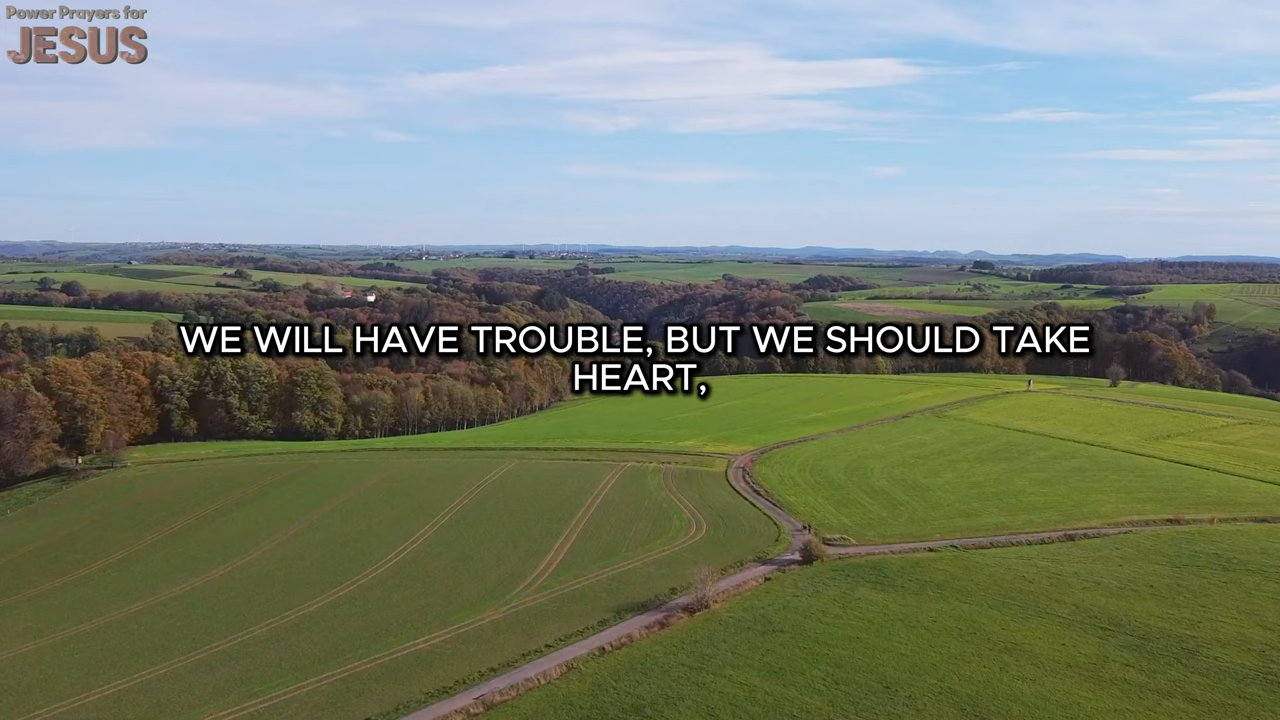 Power Prayers for
JESUS
WE WILL HAVE TROUBLE, BUT WE SHOULD TAKE
HEART,